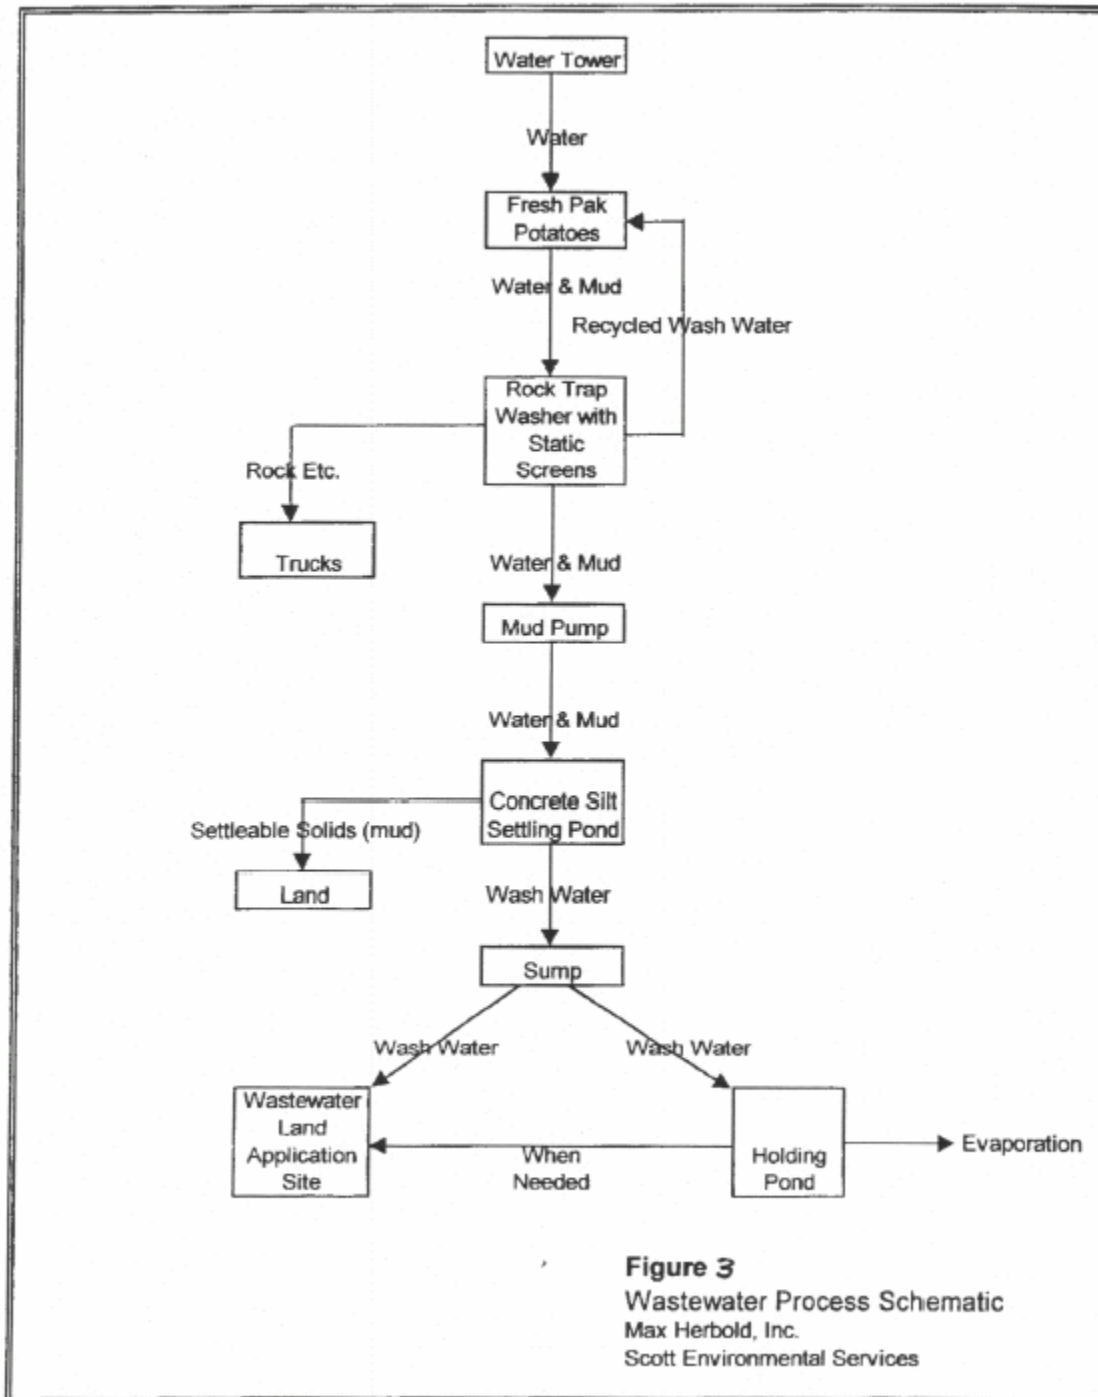 Water Tower
Water
Fresh Pak
Potatoes
Water & Mud
Recycled Wash Water
Rock Trap
Washer with
Static
Screens
Rock Etc.
Trucks
Water & Mud
Mud Pump
Water & Mud
Concrete Silt
Settling Pond
Settleable Solids (mud)
Land
Wash Water
Sump
Wash Water
Wash Water
Wastewater
Land
Application
Site
When
Needed
Holding
Pond
Evaporation
Figure 3
Wastewater Process Schematic
Max Herbold, Inc.
Scott Environmental Services